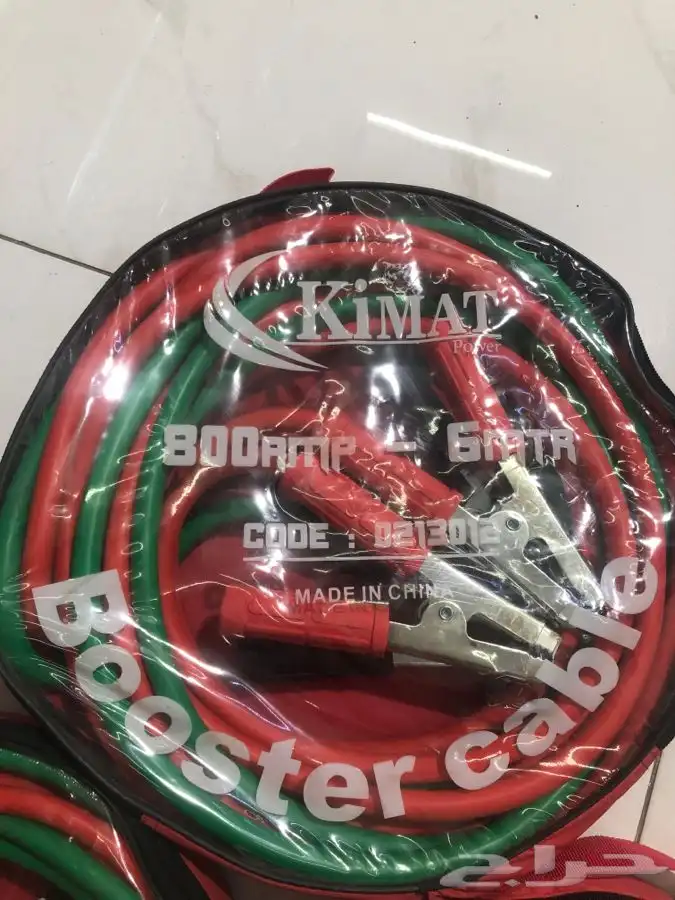 KiMAT
Power
800AMP - 6MTR
CODE : 0213012
MADE IN CHINA
Booster cable
حراج